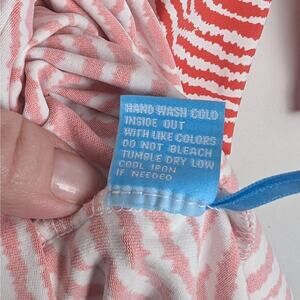 HAND WASH COLD
INSIDE OUT
WITH LIKE COLORS
DO NOT BLEACH
TUMBLE DRY LOW
COOL IRON
IF NEEDED